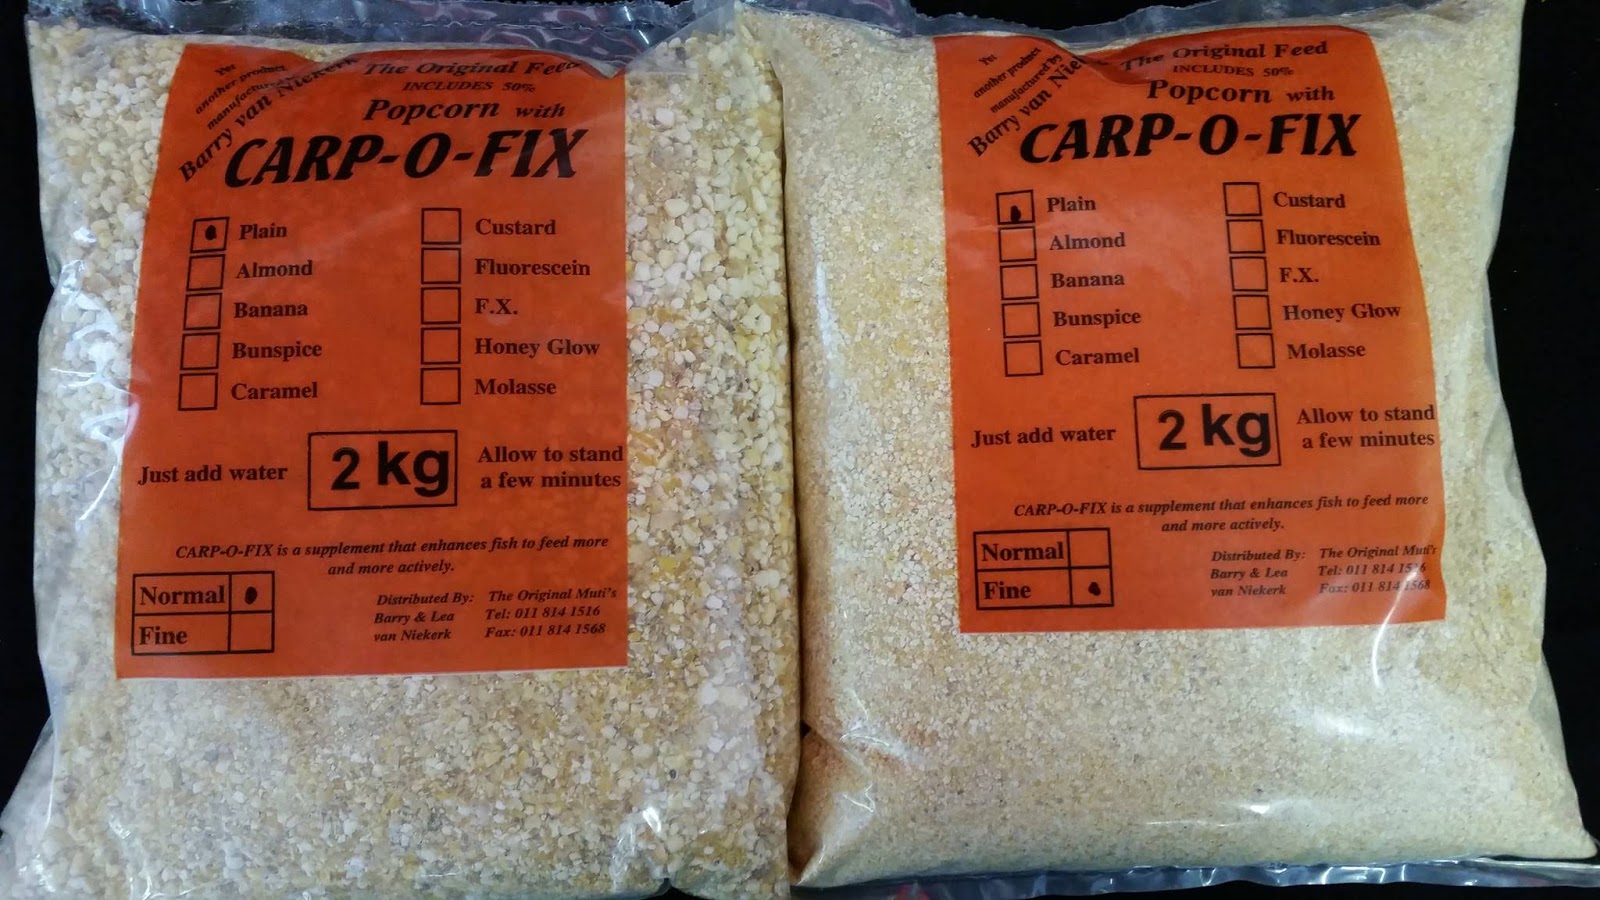 Yet
another product
manufactured by
Barry van Niekerk
The Original Feed
INCLUDES 50%
Popcorn with
CARP-O-FIX
Plain
Almond
Banana
Bunspice
Caramel
Custard
Fluorescein
F.X.
Honey Glow
Molasse
Just add water
2 kg
Allow to stand
a few minutes
CARP-O-FIX is a supplement that enhances fish to feed more
and more actively.
Normal
Fine
Distributed By:
Barry & Lea
van Niekerk
The Original Muti's
Tel: 011 814 1516
Fax: 011 814 1568
Yet
another product
manufactured by
Barry van
The Original Feed
INCLUDES 50%
Popcorn with
CARP-O-FIX
Plain
Almond
Banana
Bunspice
Caramel
Custard
Fluorescein
F.X.
Honey Glow
Molasse
Just add water
2 kg
Allow to stand
a few minutes
CARP-O-FIX is a supplement that enhances fish to feed more
and more actively.
Normal
Fine
Distributed By:
Barry & Lea
van Niekerk
The Original Muti's
Tel: 011 814 1516
Fax: 011 814 1568